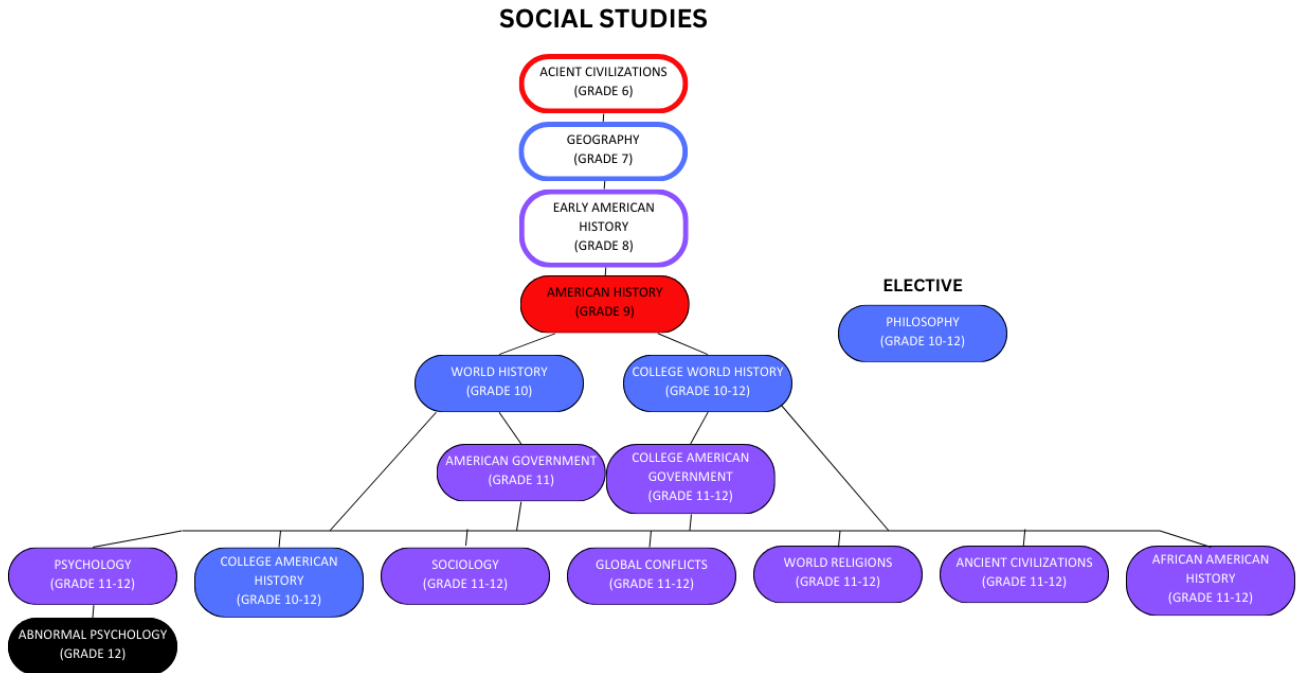 SOCIAL STUDIES
ACIENT CIVILIZATIONS
(GRADE 6)
GEOGRAPHY
(GRADE 7)
EARLY AMERICAN
HISTORY
(GRADE 8)
AMERICAN HISTORY
(GRADE 9)
ELECTIVE
PHILOSOPHY
(GRADE 10-12)
WORLD HISTORY
(GRADE 10)
COLLEGE WORLD HISTORY
(GRADE 10-12)
AMERICAN GOVERNMENT
(GRADE 11)
COLLEGE AMERICAN
GOVERNMENT
(GRADE 11-12)
PSYCHOLOGY
(GRADE 11-12)
COLLEGE AMERICAN
HISTORY
(GRADE 10-12)
SOCIOLOGY
(GRADE 11-12)
GLOBAL CONFLICTS
(GRADE 11-12)
WORLD RELIGIONS
(GRADE 11-12)
ANCIENT CIVILIZATIONS
(GRADE 11-12)
AFRICAN AMERICAN
HISTORY
(GRADE 11-12)
ABNORMAL PSYCHOLOGY
(GRADE 12)